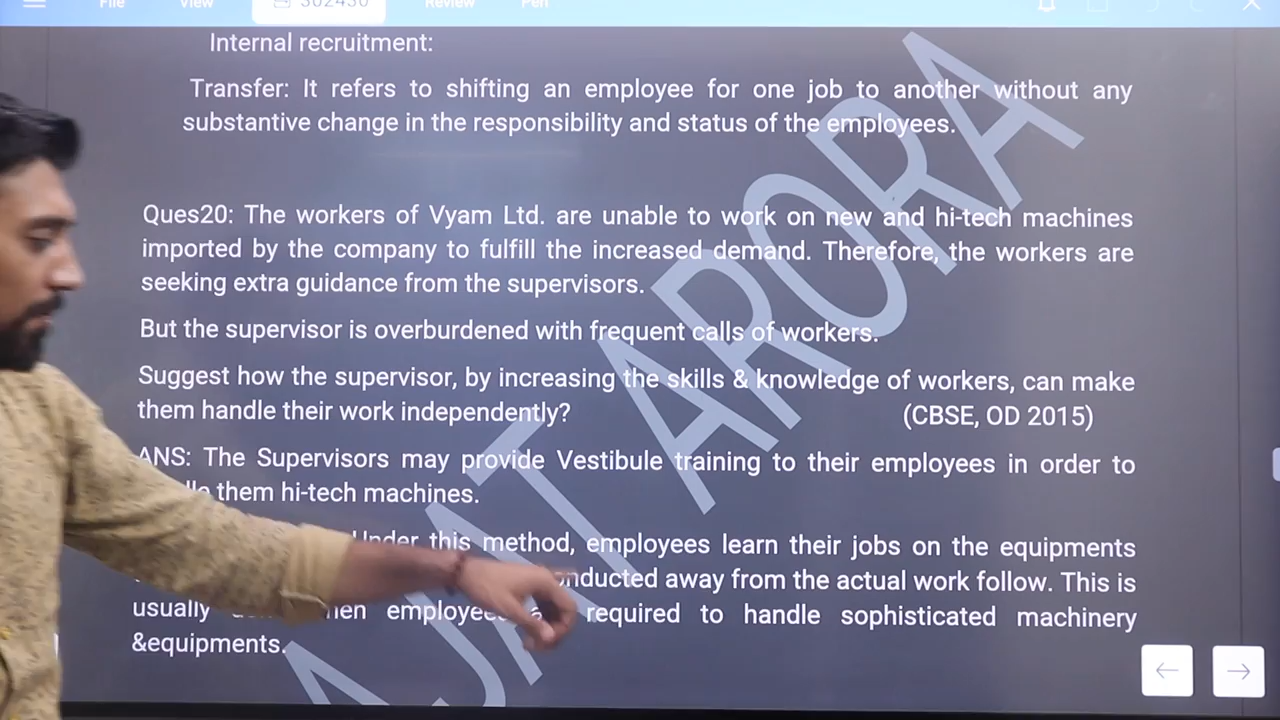 File View 302430 Review Pen
Internal recruitment:
Transfer: It refers to shifting an employee for one job to another without any
substantive change in the responsibility and status of the employees.
Ques20: The workers of Vyam Ltd. are unable to work on new and hi-tech machines
imported by the company to fulfill the increased demand. Therefore, the workers are
seeking extra guidance from the supervisors.
But the supervisor is overburdened with frequent calls of workers.
Suggest how the supervisor, by increasing the skills & knowledge of workers, can make
them handle their work independently?
(CBSE, OD 2015)
ANS: The Supervisors may provide Vestibule training to their employees in order to
them hi-tech machines.
Under this method, employees learn their jobs on the equipments
away from the actual work follow. This is
usually required to handle sophisticated machinery
&equipments.
AJAT ARORA